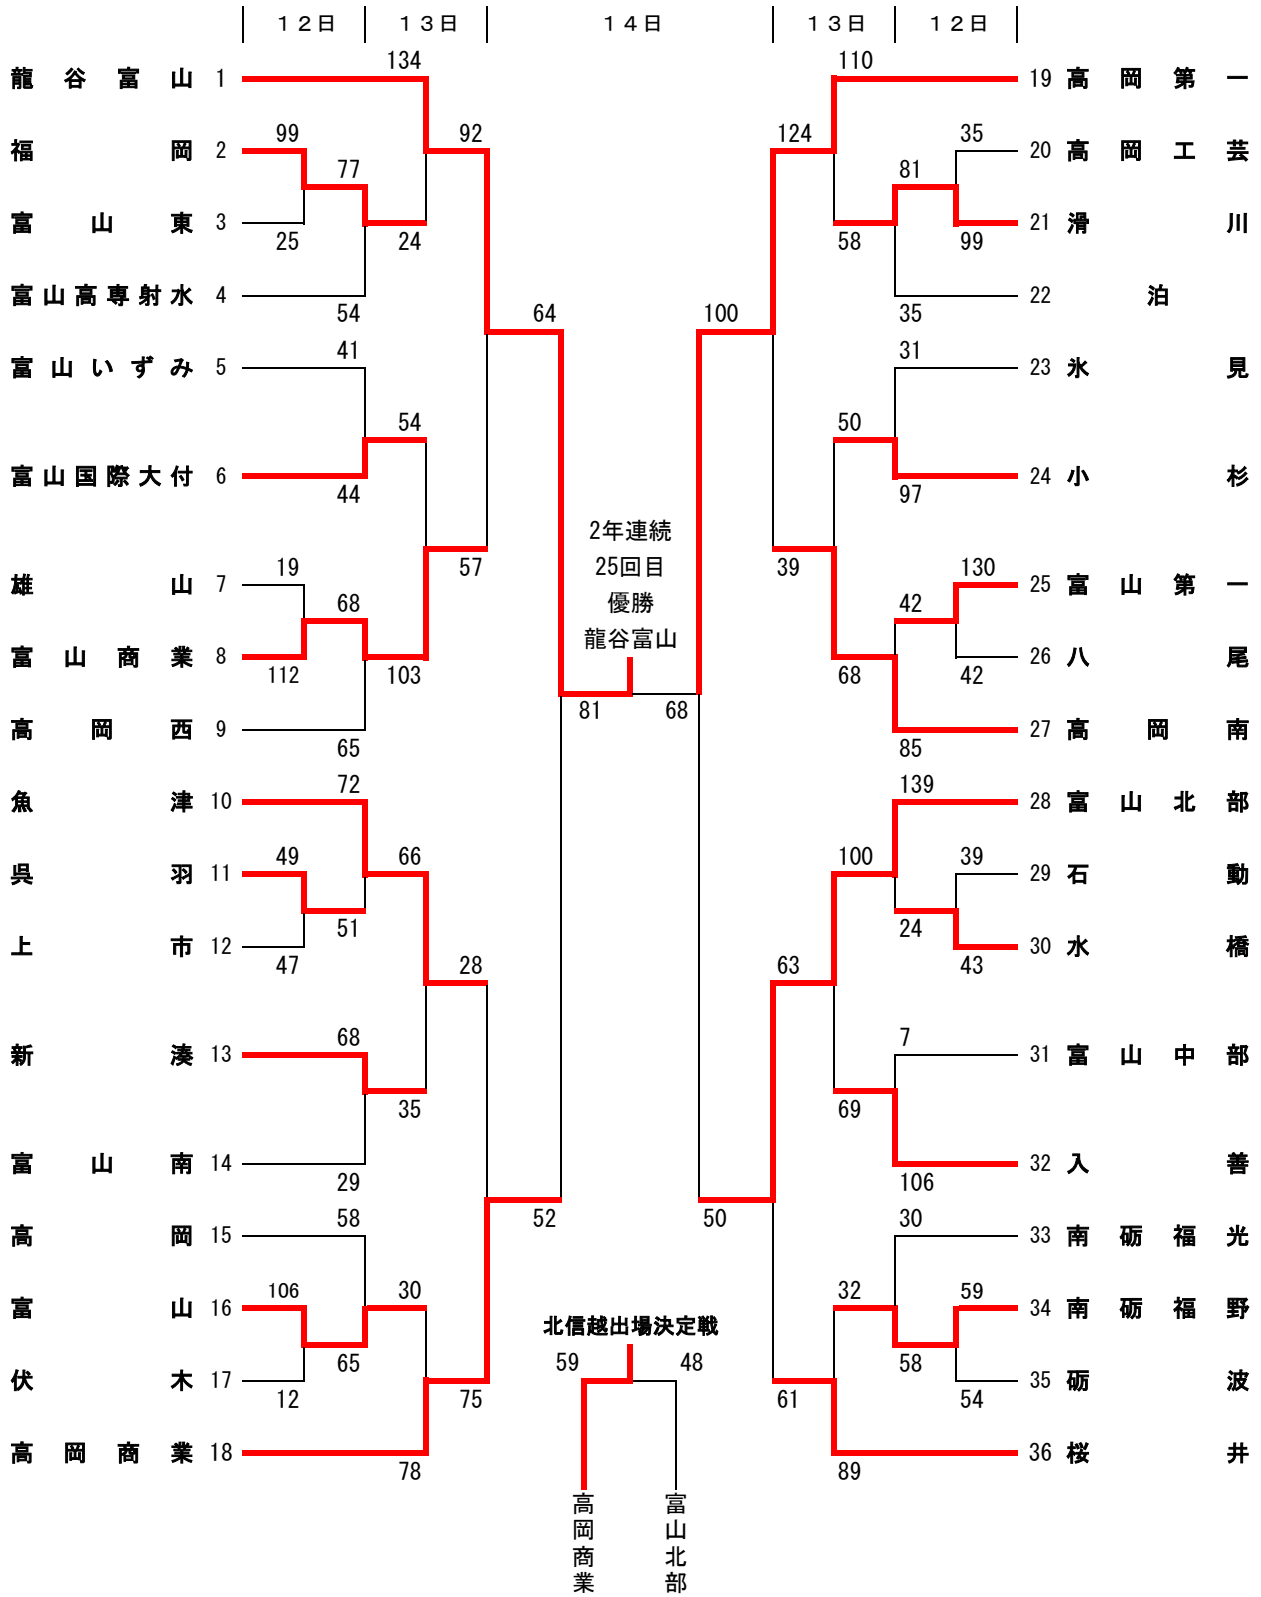 １２日 １３日 １４日 １３日 １２日
134 110
龍谷富山 1 19 高岡第一
99 92 124 35
福岡 2 20 高岡工芸
77 81
富山東 3 21 滑川
25 24 58 99
富山高専射水 4 22 泊
54 64 100 35
41 31
富山いずみ 5 23 氷見
54 50
富山国際大付 6 24 小杉
44 97
2年連続
19 57 25回目 39 130
雄山 7 25 富山第一
68 優勝 42
龍谷富山
富山商業 8 26 八尾
112 103 68 42
81 68
高岡西 9 27 高岡南
65 85
72 139
魚津 10 28 富山北部
49 66 100 39
呉羽 11 29 石動
51 24
上市 12 30 水橋
47 28 63 43
68 7
新湊 13 31 富山中部
35 69
富山南 14 32 入善
29 106
58 52 50 30
高岡 15 33 南砺福光
106 30 32 59
富山 16 34 南砺福野
北信越出場決定戦
65 59 48 58
伏木 17 35 砺波
12 75 61 54
高岡商業 18 36 桜井
78 89
高岡商業
富山北部